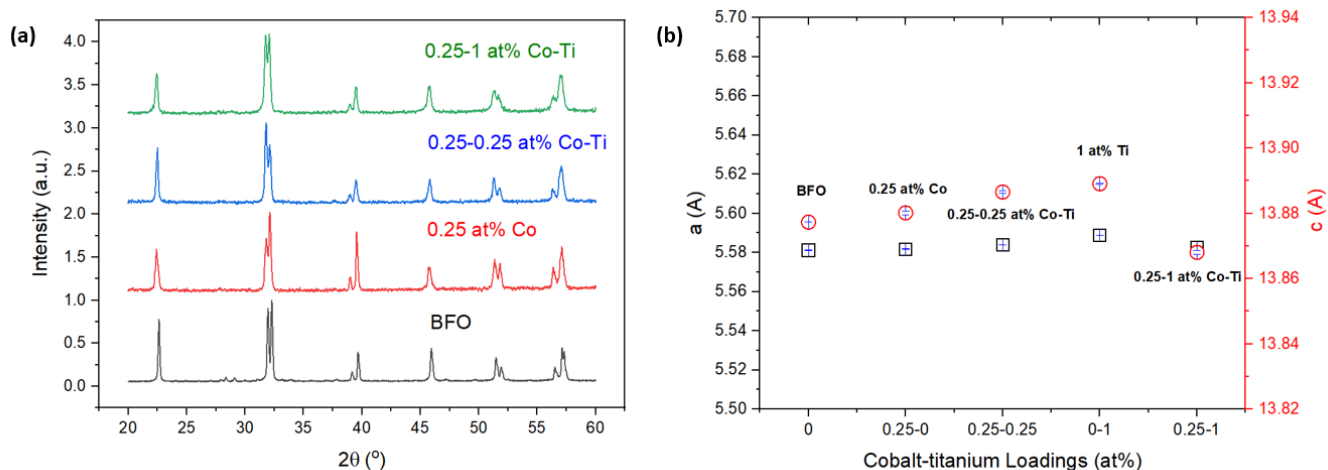 (a)
4.0
3.5
3.0
2.5
2.0
1.5
1.0
0.5
0.0
Intensity (a.u.)
0.25-1 at% Co-Ti
0.25-0.25 at% Co-Ti
0.25 at% Co
BFO
20 25 30 35 40 45 50 55 60
2θ (°)
(b)
5.70
5.68
5.66
5.64
5.62
5.60
5.58
5.56
5.54
5.52
5.50
a (A)
BFO
0.25 at% Co
0.25-0.25 at% Co-Ti
1 at% Ti
0.25-1 at% Co-Ti
13.94
13.92
13.90
13.88
13.86
13.84
13.82
c (A)
0 0.25-0 0.25-0.25 0-1 0.25-1
Cobalt-titanium Loadings (at%)